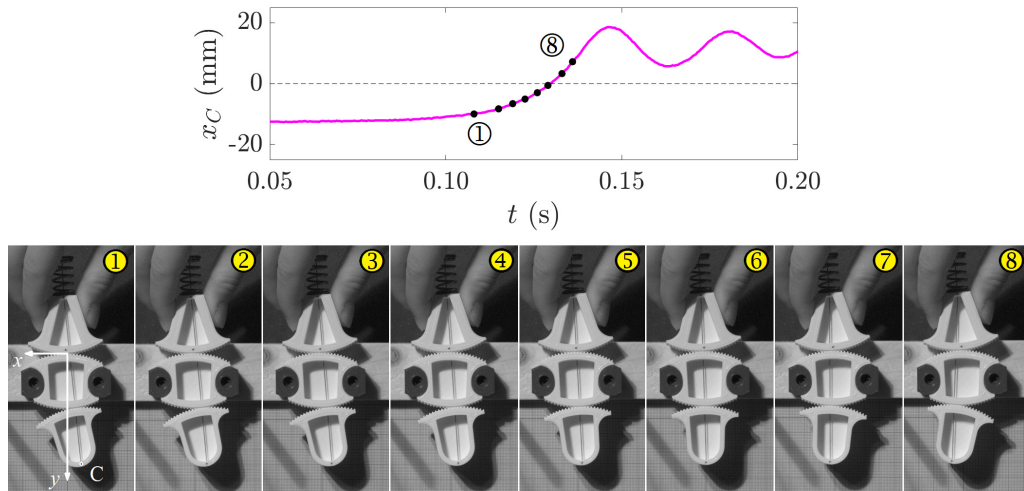 20
0
-20
x_C (mm)
⑧
①
0.05 0.10 0.15 0.20
t (s)
① ② ③ ④ ⑤ ⑥ ⑦ ⑧
x
y
C